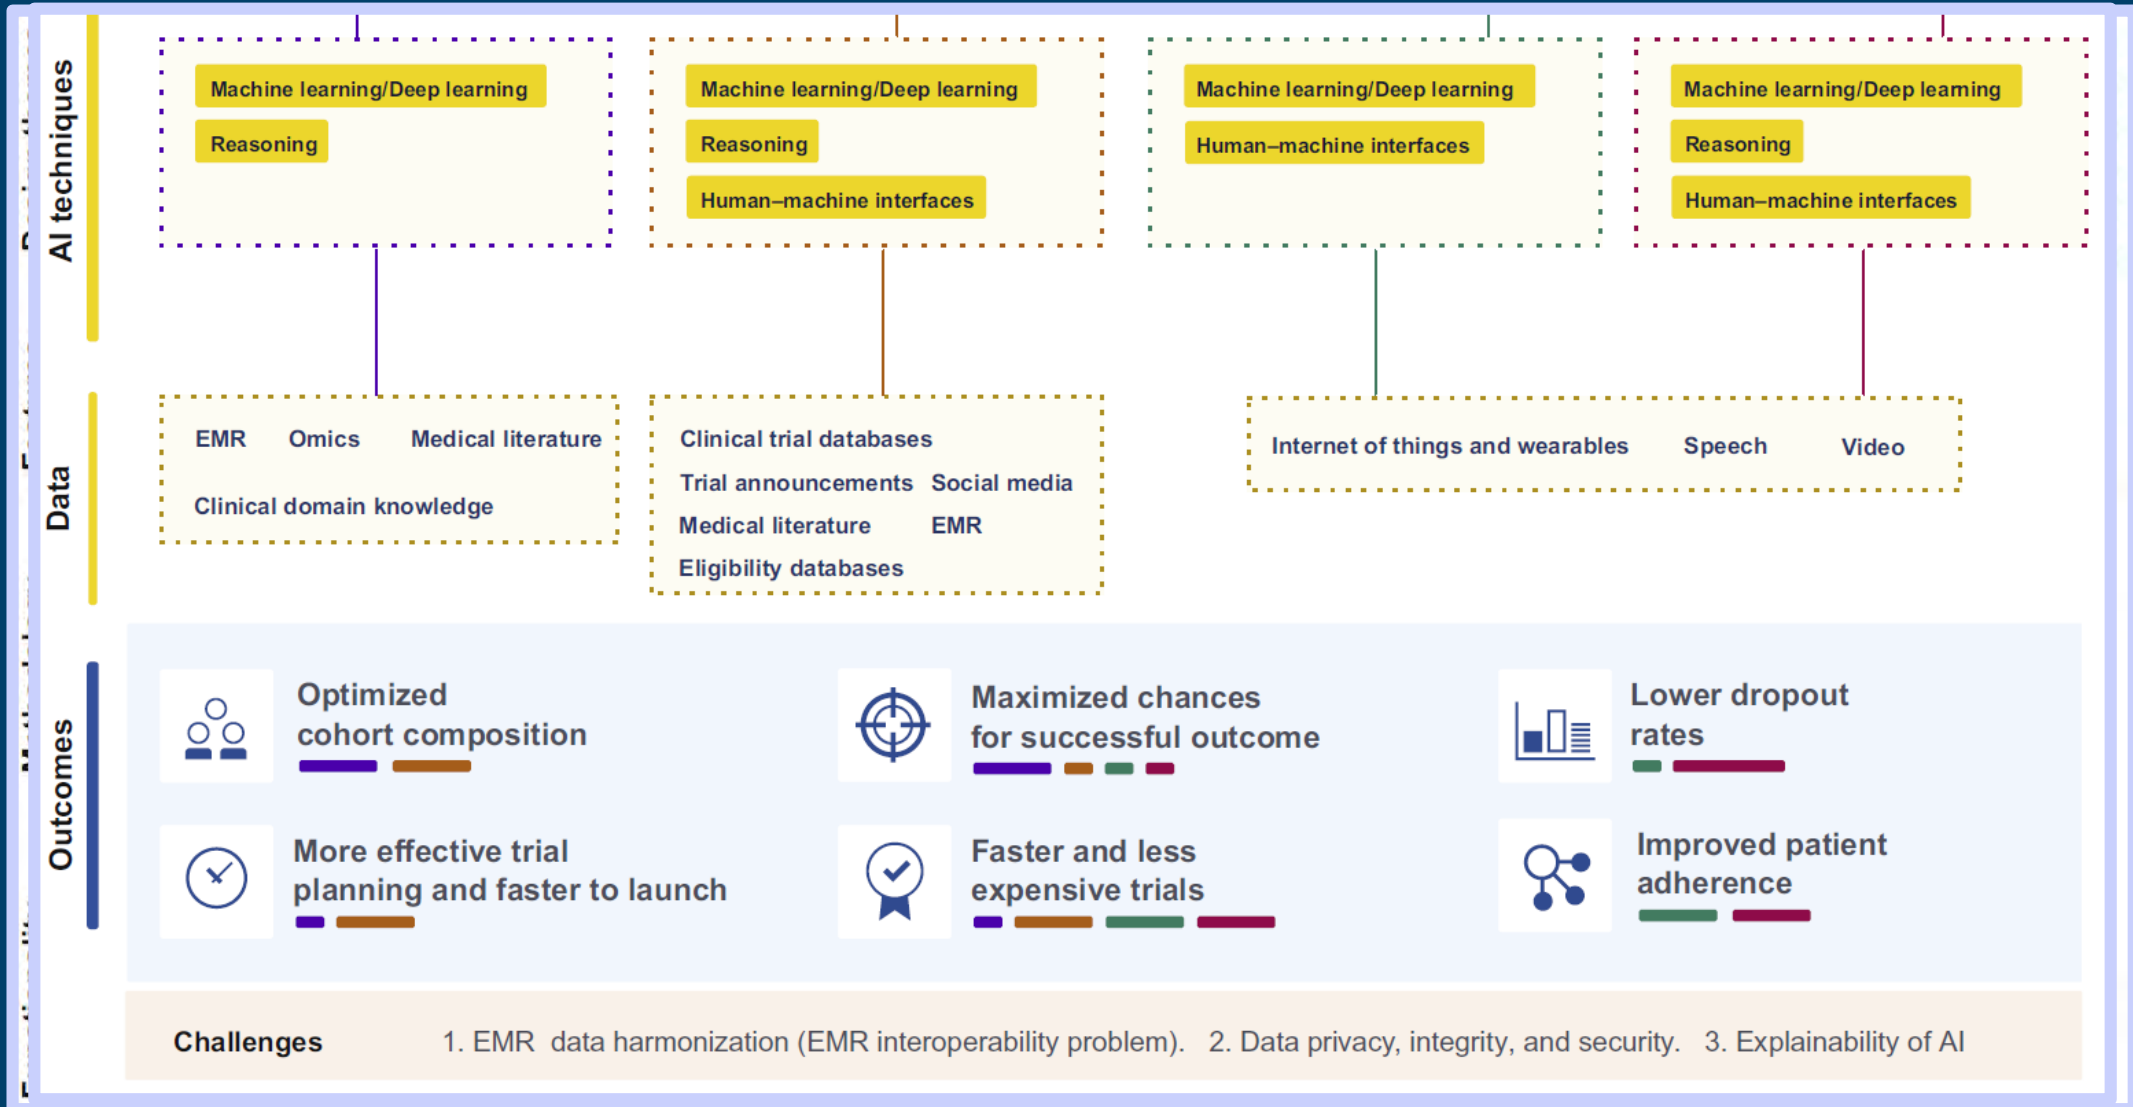 AI techniques
Machine learning/Deep learning
Reasoning
Machine learning/Deep learning
Reasoning
Human–machine interfaces
Machine learning/Deep learning
Human–machine interfaces
Machine learning/Deep learning
Reasoning
Human–machine interfaces
Data
EMR Omics Medical literature
Clinical domain knowledge
Clinical trial databases
Trial announcements Social media
Medical literature EMR
Eligibility databases
Internet of things and wearables Speech Video
Outcomes
Optimized
cohort composition
Maximized chances
for successful outcome
Lower dropout
rates
More effective trial
planning and faster to launch
Faster and less
expensive trials
Improved patient
adherence
Challenges 1. EMR data harmonization (EMR interoperability problem). 2. Data privacy, integrity, and security. 3. Explainability of AI